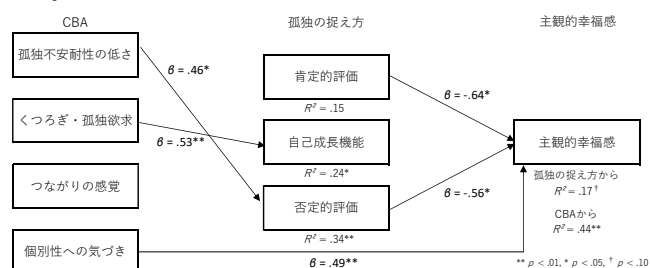 CBA
孤独の捉え方
主観的幸福感
孤独不安耐性の低さ
くつろぎ・孤独欲求
つながりの感覚
個別性への気づき
β = .46*
β = .53**
肯定的評価
R² = .15
自己成長機能
R² = .24*
否定的評価
R² = .34**
β = -.64*
β = -.56*
β = .49**
主観的幸福感
孤独の捉え方から
R² = .17†
CBAから
R² = .44**
** p < .01, * p < .05, † p < .10